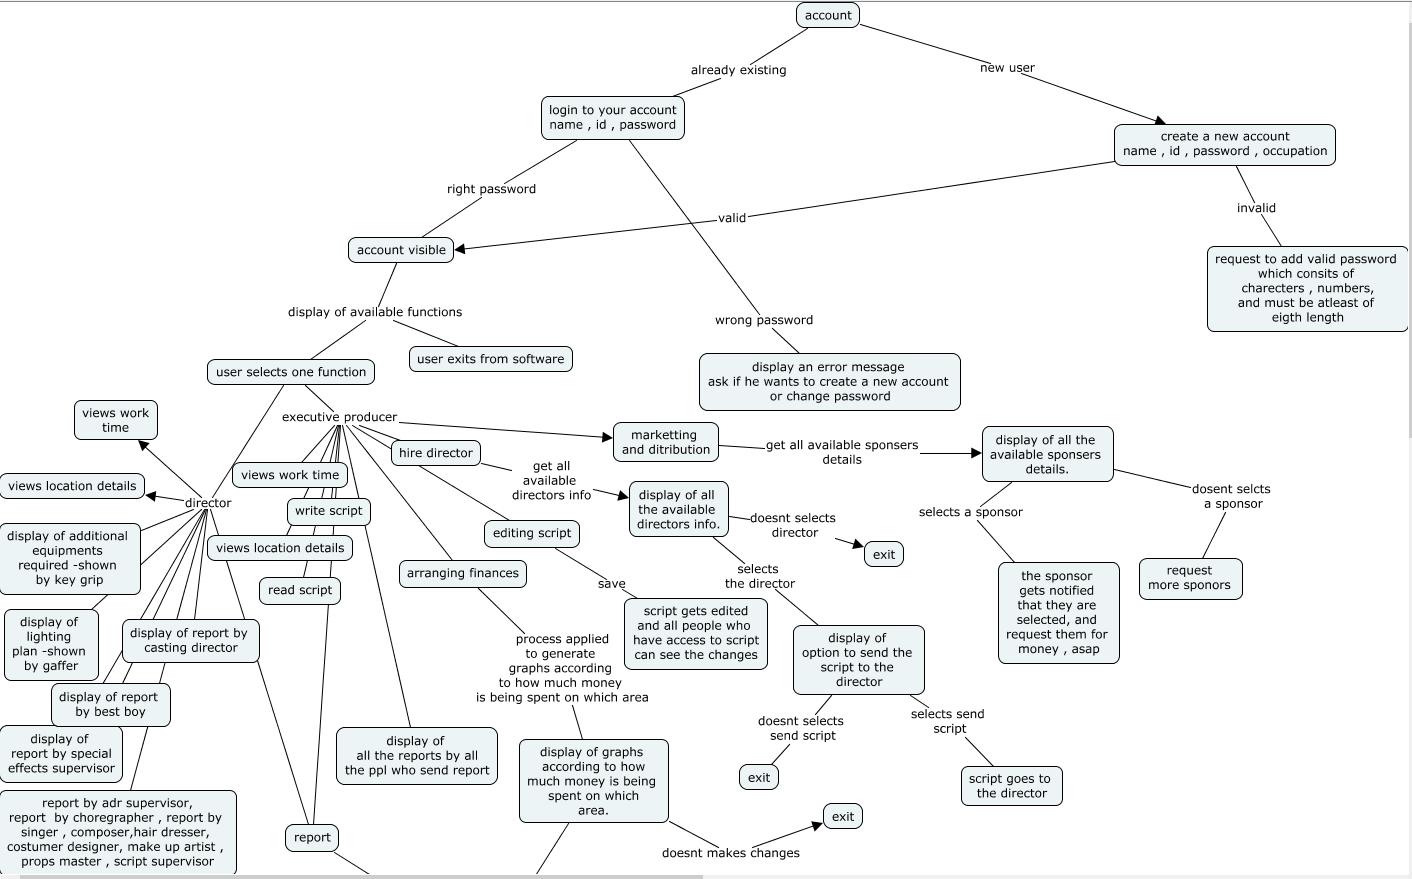 account
already existing
new user
login to your account
name , id , password
create a new account
name , id , password , occupation
right password
valid
invalid
account visible
request to add valid password
which consits of
charecters , numbers,
and must be atleast of
eigth length
display of available functions
wrong password
user selects one function
user exits from software
display an error message
ask if he wants to create a new account
or change password
views work
time
executive producer
marketting
and ditribution
get all available sponsers
details
display of all the
available sponsers
details.
hire director
views work time
get all
available
directors info
views location details
director
write script
display of all
the available
directors info.
doesnt selects
director
exit
selects a sponsor
dosent selcts
a sponsor
display of additional
equipments
required -shown
by key grip
views location details
editing script
arranging finances
read script
save
selects
the director
the sponsor
gets notified
that they are
selected, and
request them for
money , asap
request
more sponors
display of
lighting
plan -shown
by gaffer
display of report by
casting director
script gets edited
and all people who
have access to script
can see the changes
display of
option to send the
script to the
director
process applied
to generate
graphs according
to how much money
is being spent on which area
display of report
by best boy
doesnt selects
send script
selects send
script
display of
report by special
effects supervisor
display of
all the reports by all
the ppl who send report
display of graphs
according to how
much money is being
spent on which
area.
exit
script goes to
the director
report by adr supervisor,
report  by choregrapher , report by
singer , composer,hair dresser,
costumer designer, make up artist ,
props master , script supervisor
report
exit
doesnt makes changes